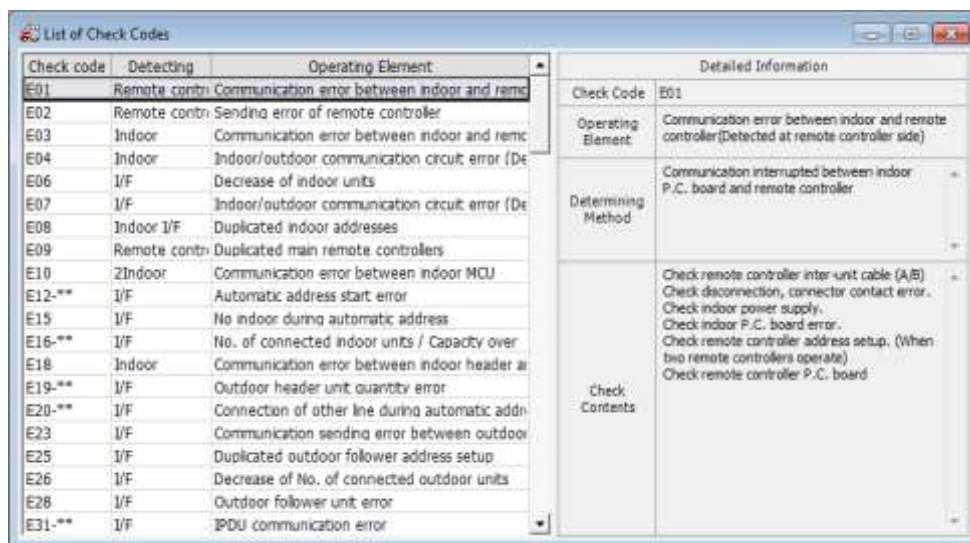 List of Check Codes
Check code Detecting Operating Element
E01 Remote contr Communication error between indoor and remc
E02 Remote contr Sending error of remote controller
E03 Indoor Communication error between indoor and remc
E04 Indoor Indoor/outdoor communication circuit error (De
E06 I/F Decrease of indoor units
E07 I/F Indoor/outdoor communication circuit error (De
E08 Indoor I/F Duplicated indoor addresses
E09 Remote contr Duplicated main remote controllers
E10 2Indoor Communication error between indoor MCU
E12-** I/F Automatic address start error
E15 I/F No indoor during automatic address
E16-** I/F No. of connected indoor units / Capacity over
E18 Indoor Communication error between indoor header ar
E19-** I/F Outdoor header unit quantity error
E20-** I/F Connection of other line during automatic addr
E23 I/F Communication sending error between outdoor
E25 I/F Duplicated outdoor follower address setup
E26 I/F Decrease of No. of connected outdoor units
E28 I/F Outdoor follower unit error
E31-** I/F IPDU communication error
Detailed Information
Check Code E01
Operating Element
Communication error between indoor and remote
controller(Detected at remote controller side)
Determining Method
Communication interrupted between indoor
P.C. board and remote controller
Check Contents
Check remote controller inter-unit cable (A/B)
Check disconnection, connector contact error.
Check indoor power supply.
Check indoor P.C. board error.
Check remote controller address setup. (When
two remote controllers operate)
Check remote controller P.C. board